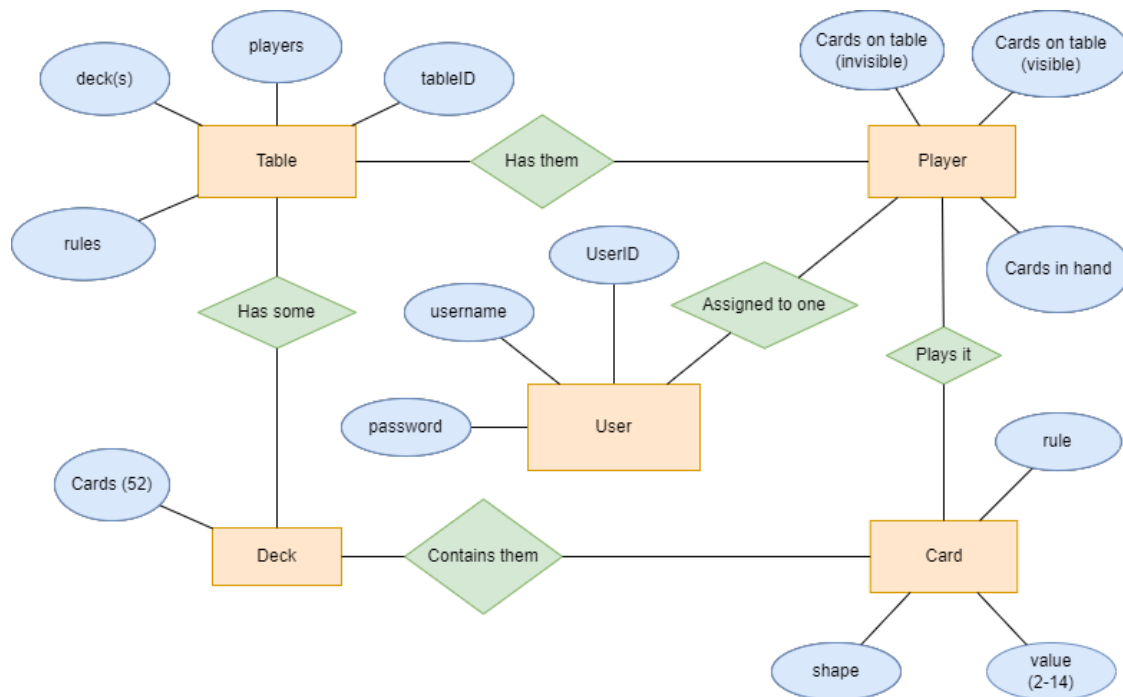 players
Cards on table
(invisible)
Cards on table
(visible)
deck(s)
tableID
Table
Has them
Player
rules
UserID
Cards in hand
Has some
username
Assigned to one
Plays it
password
User
rule
Cards (52)
Deck
Contains them
Card
shape
value
(2-14)